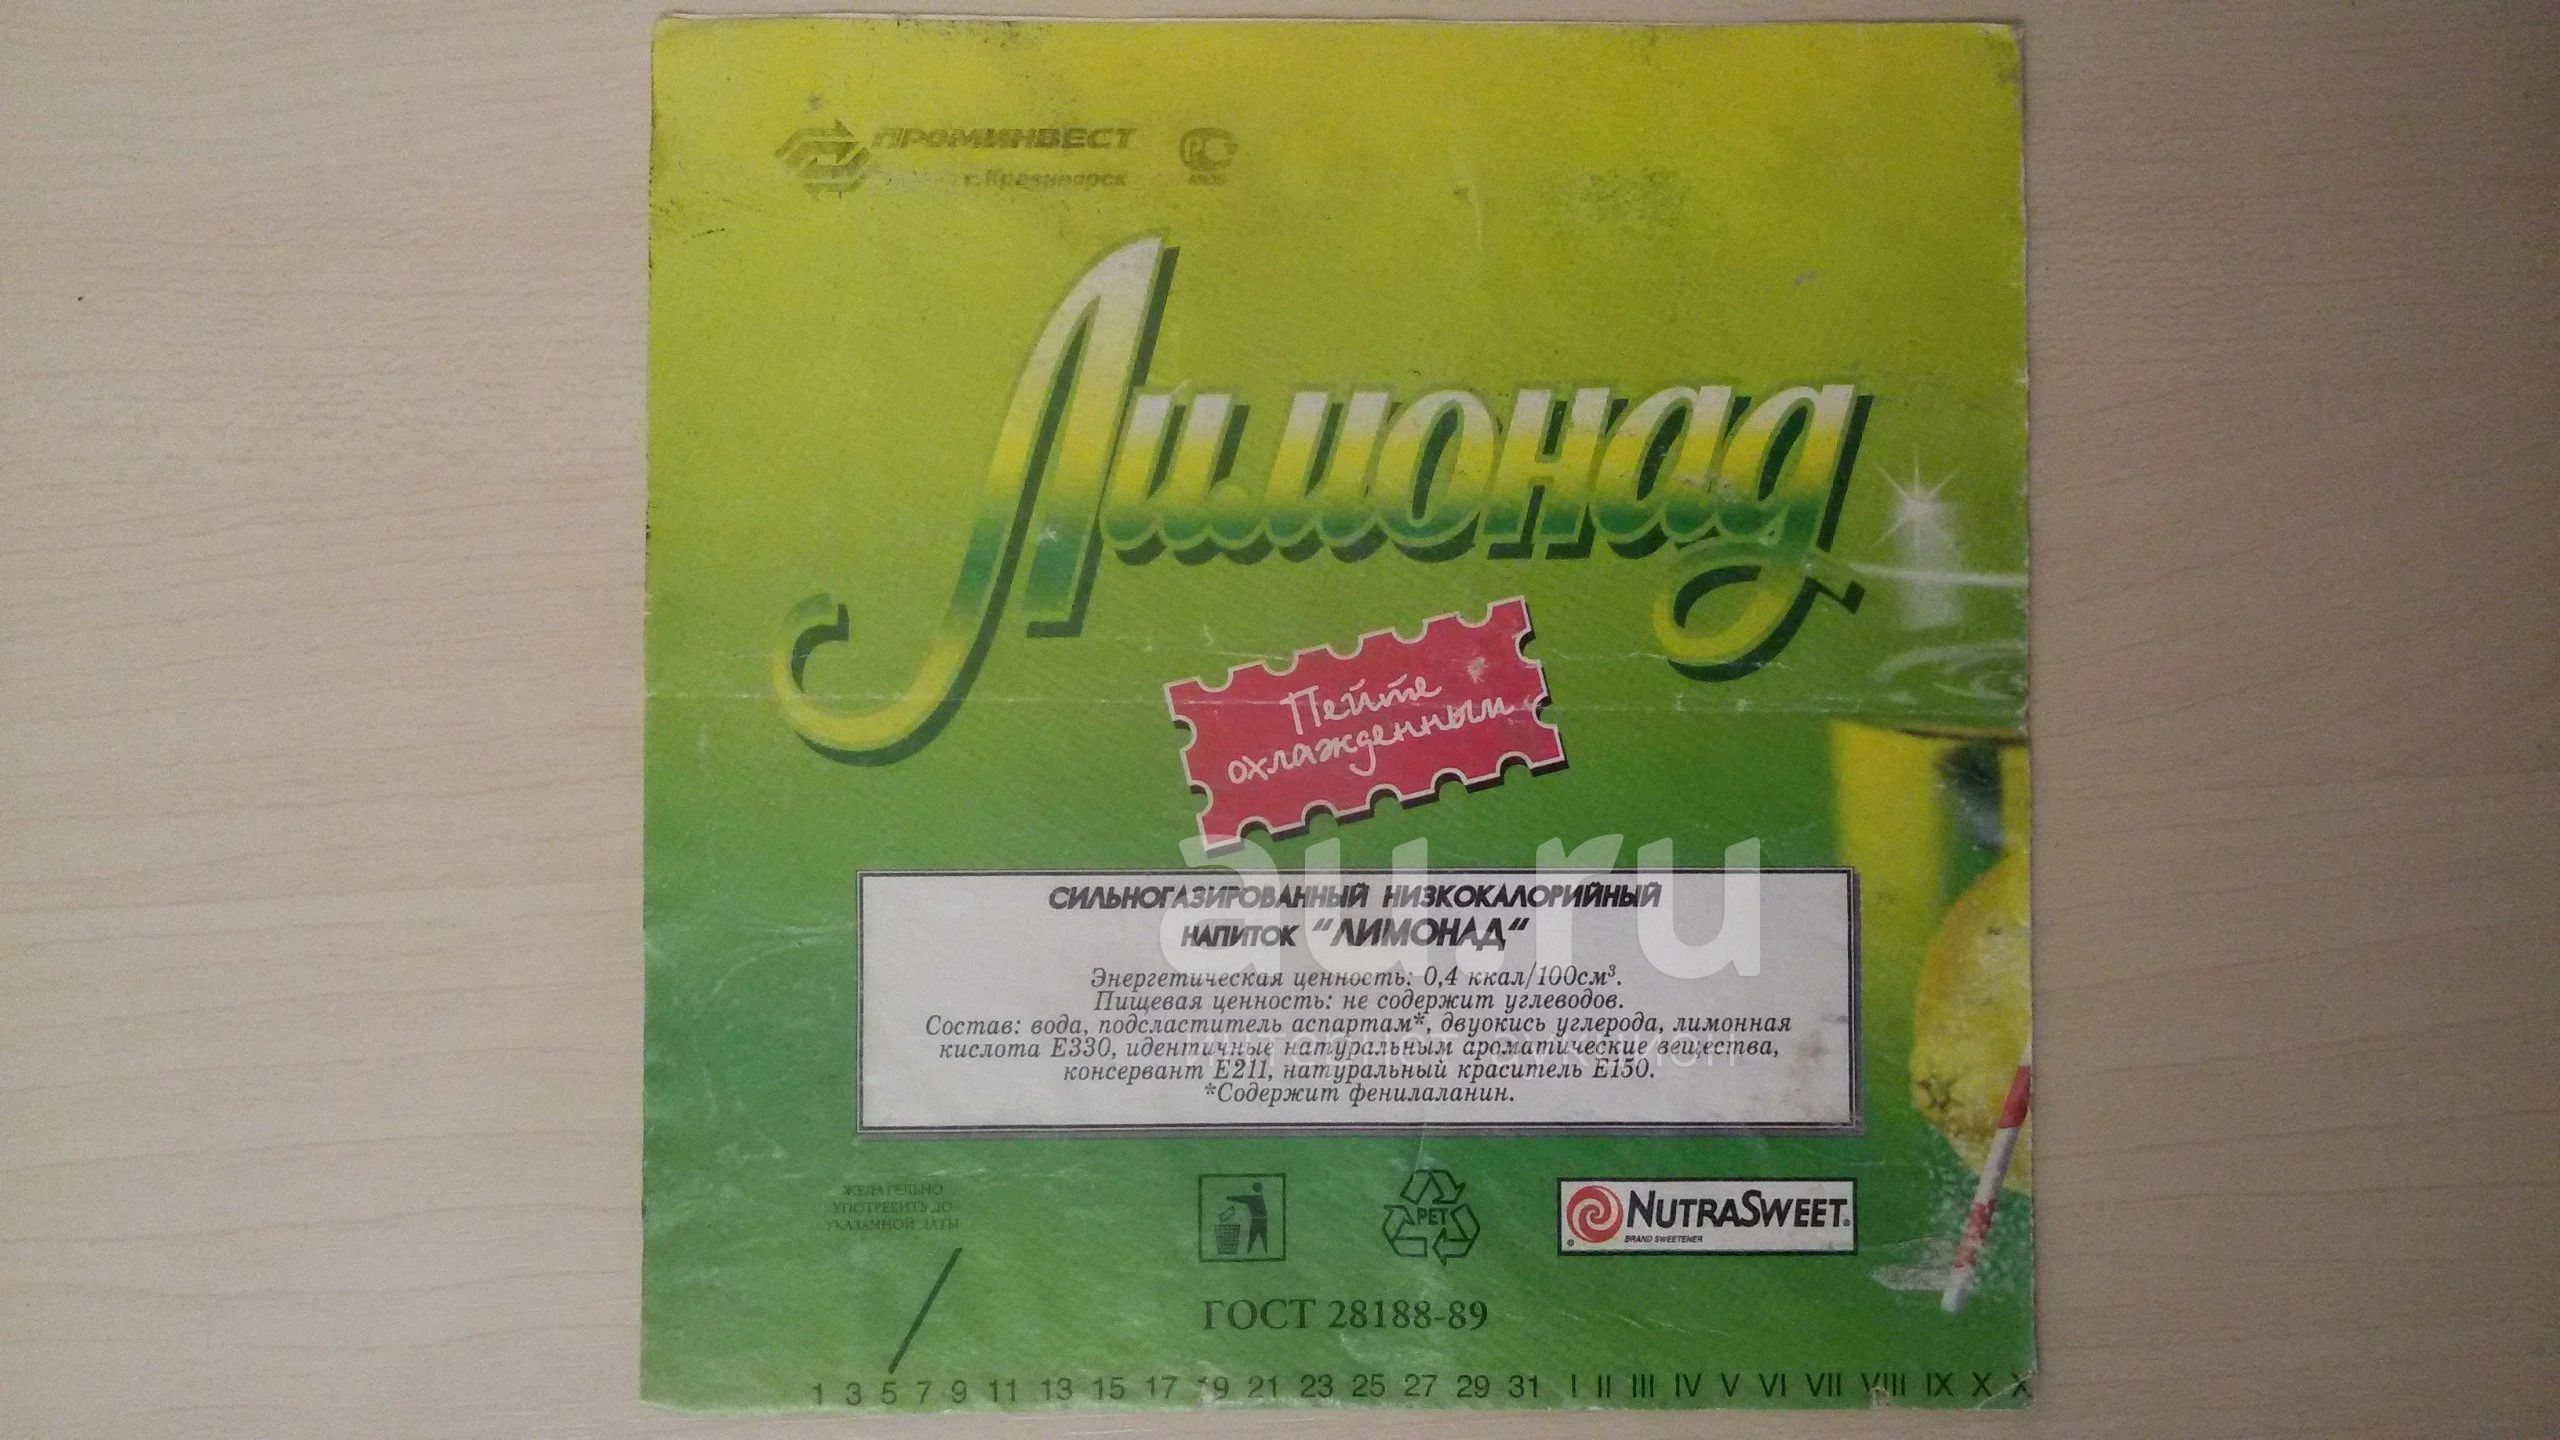 ПРОМИНВЕСТ
г.Красноярск
РС
Лимонад
Пейте
охлажденным
au.ru
СИЛЬНОГАЗИРОВАННЫЙ НИЗКОКАЛОРИЙНЫЙ
НАПИТОК "ЛИМОНАД"
Энергетическая ценность: 0,4 ккал/100см³.
Пищевая ценность: не содержит углеводов.
Состав: вода, подсластитель аспартам*, двуокись углерода, лимонная
кислота Е330, идентичные натуральным ароматические вещества,
консервант Е211, натуральный краситель Е150.
*Содержит фенилаланин.
ЖЕЛАТЕЛЬНО
УПОТРЕБИТЬ ДО
УКАЗАННОЙ ДАТЫ
PET
NUTRASWEET
BRAND SWEETENER
ГОСТ 28188-89
1 3 5 7 9 11 13 15 17 19 21 23 25 27 29 31 I II III IV V VI VII VIII IX X X